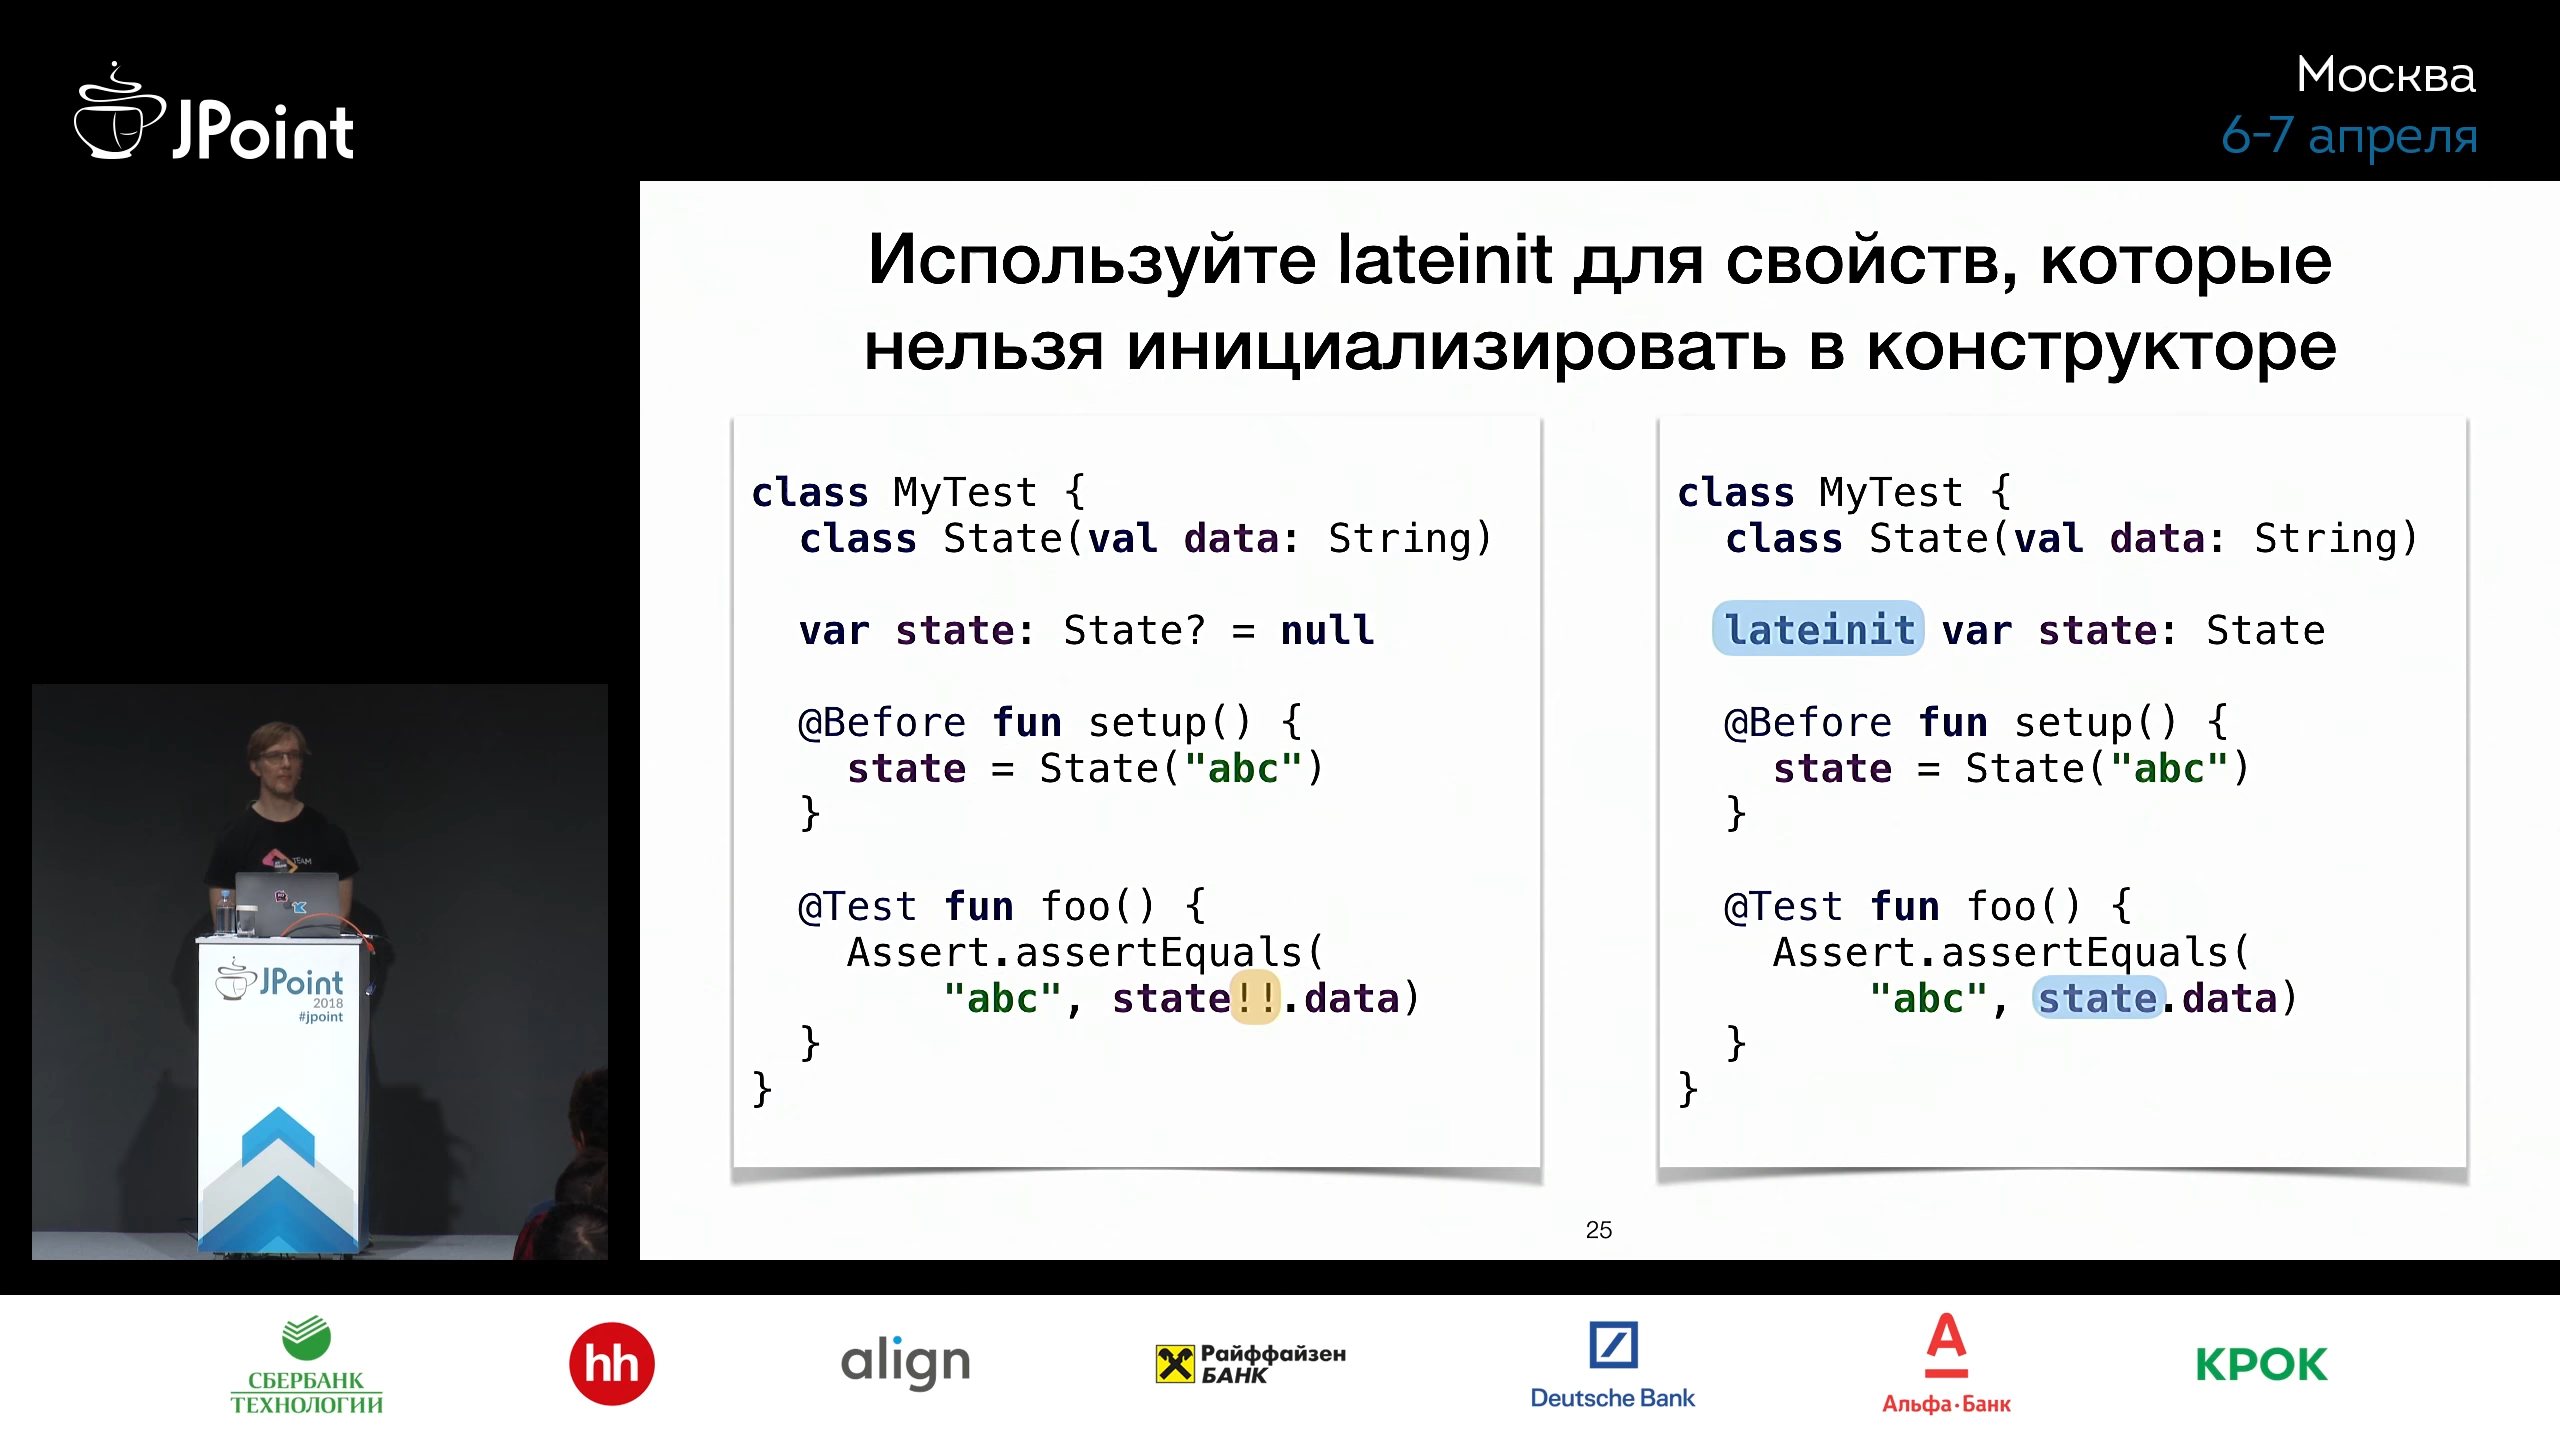 JPoint
Москва
6-7 апреля
Используйте lateinit для свойств, которые
нельзя инициализировать в конструкторе
class MyTest {
  class State(val data: String)
  var state: State? = null
  @Before fun setup() {
    state = State("abc")
  }
  @Test fun foo() {
    Assert.assertEquals(
        "abc", state!!.data)
  }
}
class MyTest {
  class State(val data: String)
  lateinit var state: State
  @Before fun setup() {
    state = State("abc")
  }
  @Test fun foo() {
    Assert.assertEquals(
        "abc", state.data)
  }
}
25
TEAM
JPoint
2018
#jpoint
СБЕРБАНК
ТЕХНОЛОГИИ
hh
align
Райффайзен
БАНК
Deutsche Bank
Альфа·Банк
КРОК